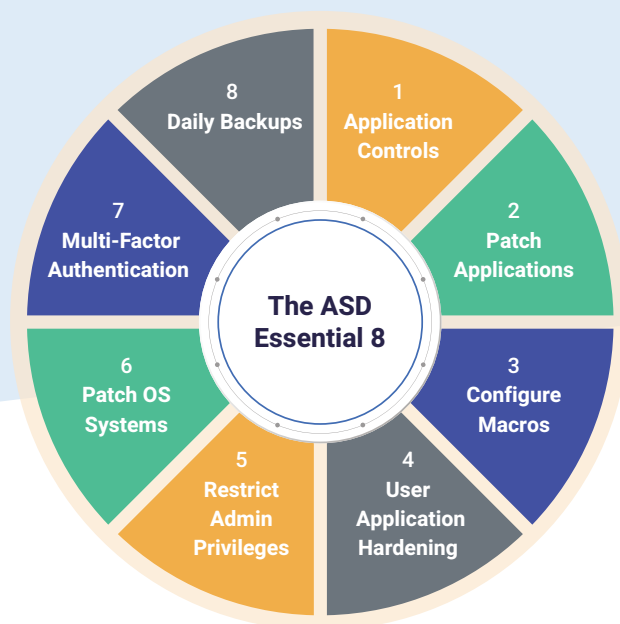 The ASD
Essential 8
1
Application
Controls
2
Patch
Applications
3
Configure
Macros
4
User
Application
Hardening
5
Restrict
Admin
Privileges
6
Patch OS
Systems
7
Multi-Factor
Authentication
8
Daily Backups